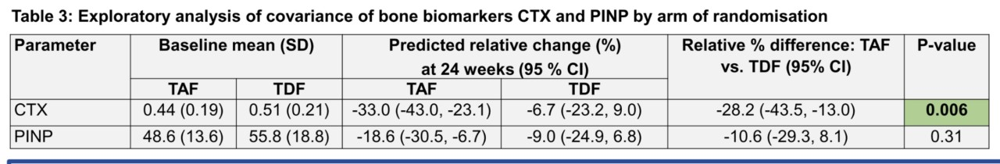 Table 3: Exploratory analysis of covariance of bone biomarkers CTX and PINP by arm of randomisation
Parameter Baseline mean (SD) Predicted relative change (%) Relative % difference: TAF P-value
at 24 weeks (95 % CI) vs. TDF (95% CI)
TAF TDF TAF TDF
CTX 0.44 (0.19) 0.51 (0.21) -33.0 (-43.0, -23.1) -6.7 (-23.2, 9.0) -28.2 (-43.5, -13.0) 0.006
PINP 48.6 (13.6) 55.8 (18.8) -18.6 (-30.5, -6.7) -9.0 (-24.9, 6.8) -10.6 (-29.3, 8.1) 0.31